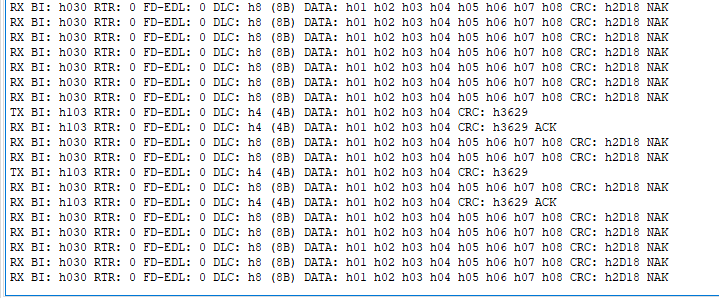 RX BI: h030 RTR: 0 FD-EDL: 0 DLC: h8 (8B) DATA: h01 h02 h03 h04 h05 h06 h07 h08 CRC: h2D18 NAK
RX BI: h030 RTR: 0 FD-EDL: 0 DLC: h8 (8B) DATA: h01 h02 h03 h04 h05 h06 h07 h08 CRC: h2D18 NAK
RX BI: h030 RTR: 0 FD-EDL: 0 DLC: h8 (8B) DATA: h01 h02 h03 h04 h05 h06 h07 h08 CRC: h2D18 NAK
RX BI: h030 RTR: 0 FD-EDL: 0 DLC: h8 (8B) DATA: h01 h02 h03 h04 h05 h06 h07 h08 CRC: h2D18 NAK
RX BI: h030 RTR: 0 FD-EDL: 0 DLC: h8 (8B) DATA: h01 h02 h03 h04 h05 h06 h07 h08 CRC: h2D18 NAK
RX BI: h030 RTR: 0 FD-EDL: 0 DLC: h8 (8B) DATA: h01 h02 h03 h04 h05 h06 h07 h08 CRC: h2D18 NAK
RX BI: h030 RTR: 0 FD-EDL: 0 DLC: h8 (8B) DATA: h01 h02 h03 h04 h05 h06 h07 h08 CRC: h2D18 NAK
TX BI: h103 RTR: 0 FD-EDL: 0 DLC: h4 (4B) DATA: h01 h02 h03 h04 CRC: h3629
RX BI: h103 RTR: 0 FD-EDL: 0 DLC: h4 (4B) DATA: h01 h02 h03 h04 CRC: h3629 ACK
RX BI: h030 RTR: 0 FD-EDL: 0 DLC: h8 (8B) DATA: h01 h02 h03 h04 h05 h06 h07 h08 CRC: h2D18 NAK
RX BI: h030 RTR: 0 FD-EDL: 0 DLC: h8 (8B) DATA: h01 h02 h03 h04 h05 h06 h07 h08 CRC: h2D18 NAK
TX BI: h103 RTR: 0 FD-EDL: 0 DLC: h4 (4B) DATA: h01 h02 h03 h04 CRC: h3629
RX BI: h030 RTR: 0 FD-EDL: 0 DLC: h8 (8B) DATA: h01 h02 h03 h04 h05 h06 h07 h08 CRC: h2D18 NAK
RX BI: h103 RTR: 0 FD-EDL: 0 DLC: h4 (4B) DATA: h01 h02 h03 h04 CRC: h3629 ACK
RX BI: h030 RTR: 0 FD-EDL: 0 DLC: h8 (8B) DATA: h01 h02 h03 h04 h05 h06 h07 h08 CRC: h2D18 NAK
RX BI: h030 RTR: 0 FD-EDL: 0 DLC: h8 (8B) DATA: h01 h02 h03 h04 h05 h06 h07 h08 CRC: h2D18 NAK
RX BI: h030 RTR: 0 FD-EDL: 0 DLC: h8 (8B) DATA: h01 h02 h03 h04 h05 h06 h07 h08 CRC: h2D18 NAK
RX BI: h030 RTR: 0 FD-EDL: 0 DLC: h8 (8B) DATA: h01 h02 h03 h04 h05 h06 h07 h08 CRC: h2D18 NAK
RX BI: h030 RTR: 0 FD-EDL: 0 DLC: h8 (8B) DATA: h01 h02 h03 h04 h05 h06 h07 h08 CRC: h2D18 NAK